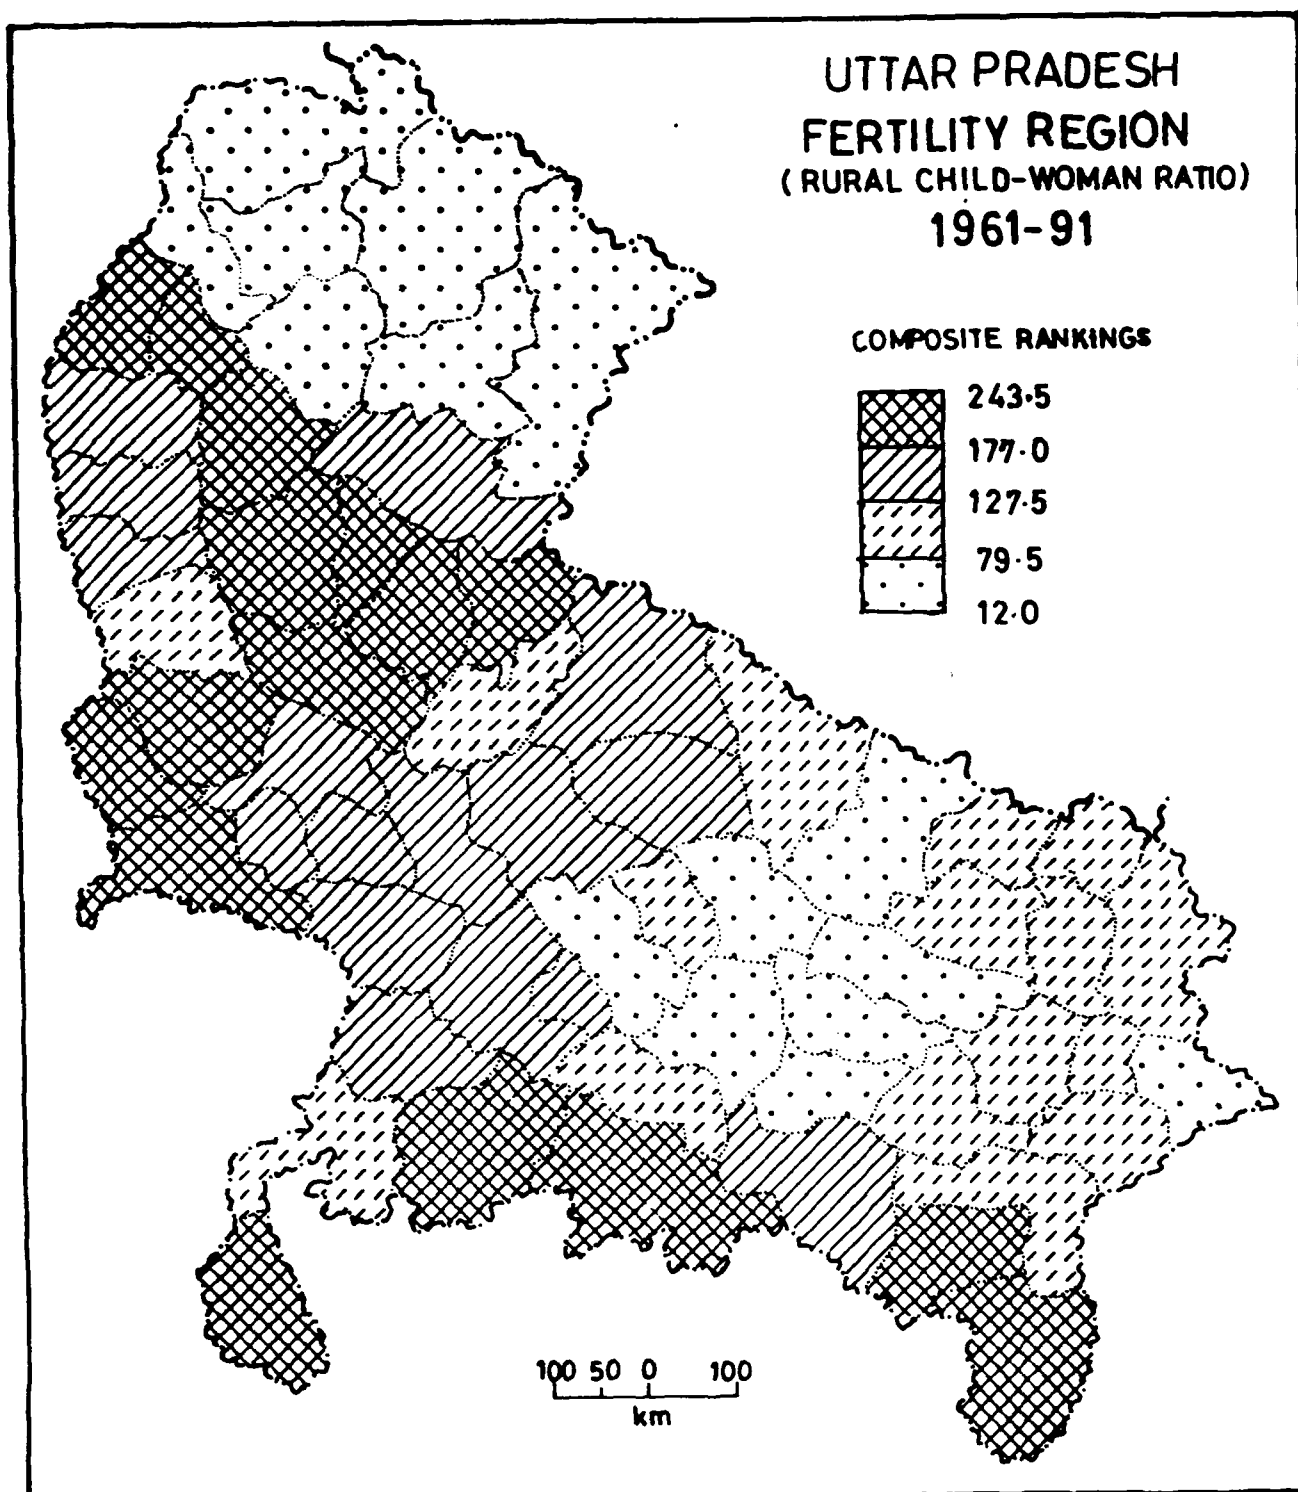 UTTAR PRADESH
FERTILITY REGION
(RURAL CHILD-WOMAN RATIO)
1961-91
COMPOSITE RANKINGS
243.5
177.0
127.5
79.5
12.0
100 50 0 100
km